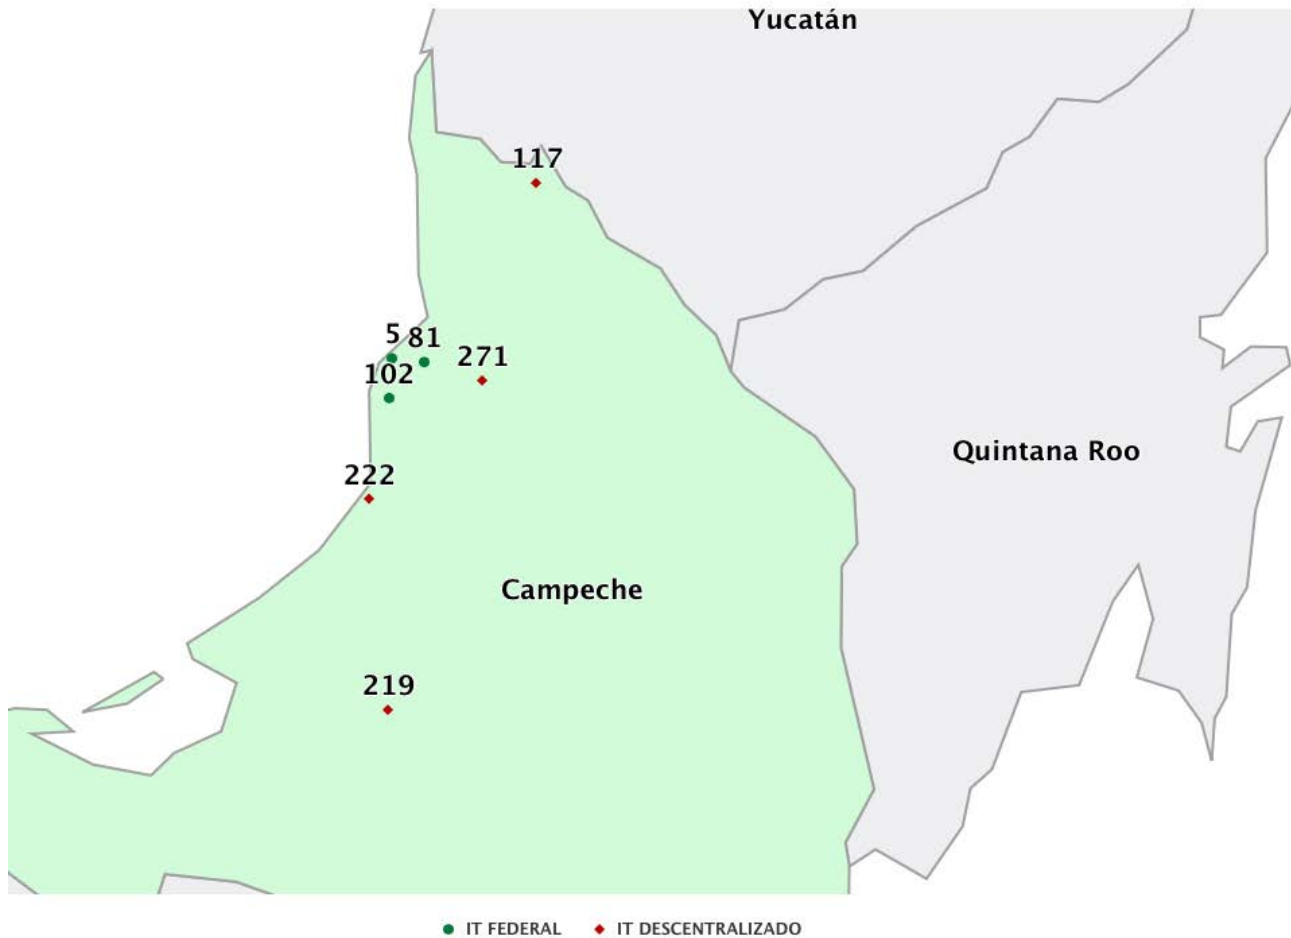 Yucatán
117
5 81
271
102
Quintana Roo
222
Campeche
219
IT FEDERAL IT DESCENTRALIZADO